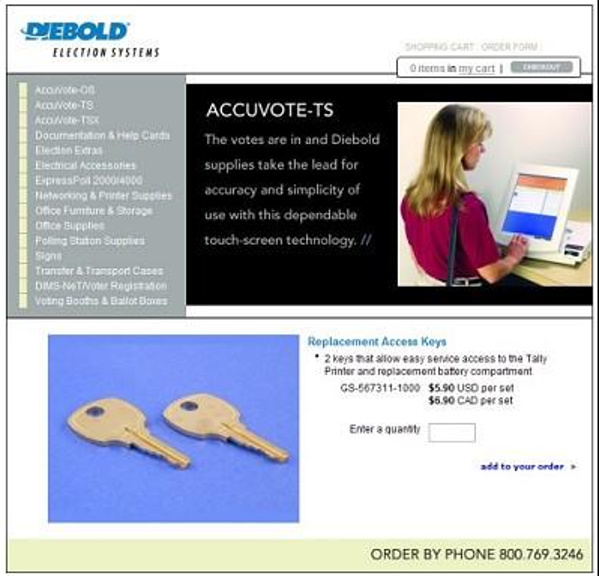 DIEBOLD
ELECTION SYSTEMS
SHOPPING CART : ORDER FORM :
0 items in my cart | CHECKOUT
AccuVote-OS
AccuVote-TS
AccuVote-TSX
Documentation & Help Cards
Election Extras
Electrical Accessories
ExpressPoll 2000/4000
Networking & Printer Supplies
Office Furniture & Storage
Office Supplies
Polling Station Supplies
Signs
Transfer & Transport Cases
DIMS-NeT/Voter Registration
Voting Booths & Ballot Boxes
ACCUVOTE-TS
The votes are in and Diebold
supplies take the lead for
accuracy and simplicity of
use with this dependable
touch-screen technology. //
Replacement Access Keys
• 2 keys that allow easy service access to the Tally
Printer and replacement battery compartment
GS-567311-1000 $5.90 USD per set
$6.90 CAD per set
Enter a quantity
add to your order »
ORDER BY PHONE 800.769.3246